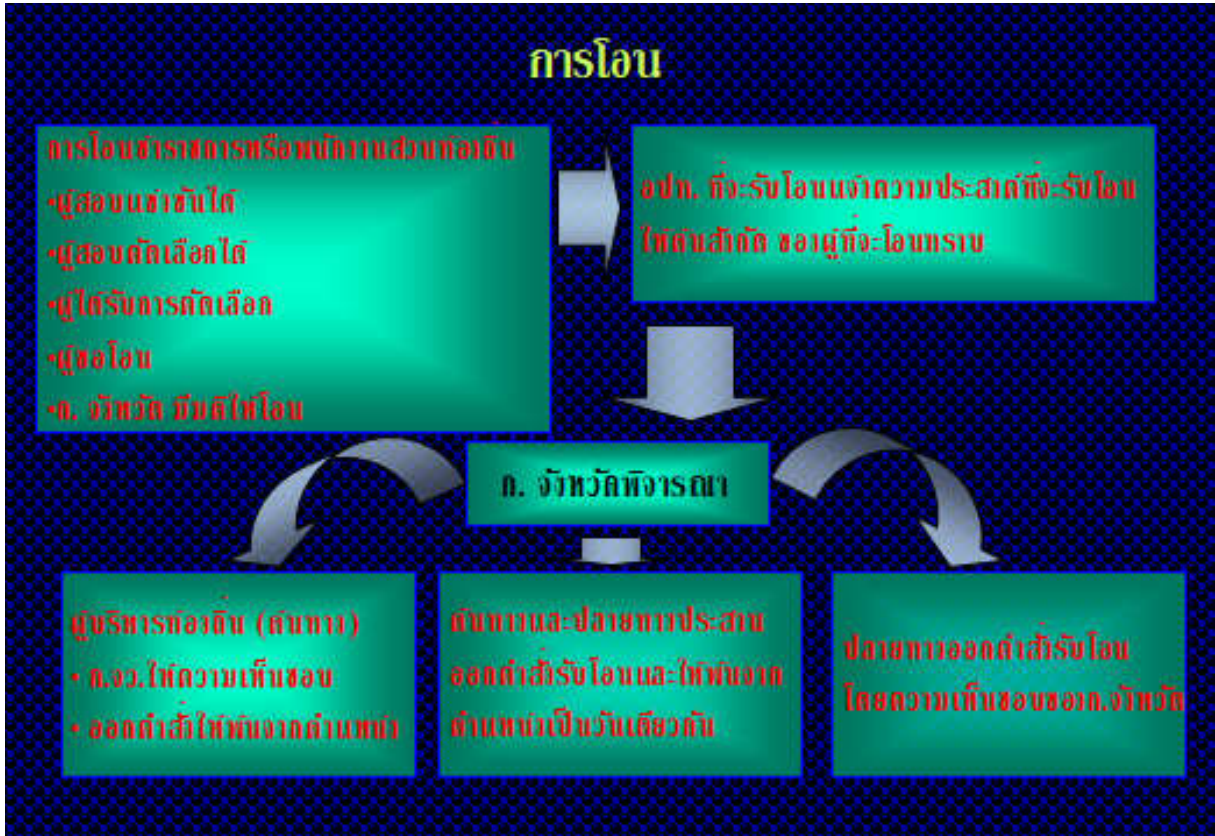 การโอน
การโอนข้าราชการหรือพนักงานส่วนท้องถิ่น
•ผู้สอบแข่งขันได้
•ผู้สอบคัดเลือกได้
•ผู้ได้รับการคัดเลือก
•ผู้ขอโอน
•ก. จังหวัด มีมติให้โอน
อปท. ที่จะรับโอนแจ้งความประสงค์ที่จะรับโอน
ให้ต้นสังกัด ของผู้ที่จะโอนทราบ
ก. จังหวัดพิจารณา
ผู้บริหารท้องถิ่น (ต้นทาง)
• ก.จว.ให้ความเห็นชอบ
• ออกคำสั่งให้พ้นจากตำแหน่ง
ต้นทางและปลายทางประสาน
ออกคำสั่งรับโอนและให้พ้นจาก
ตำแหน่งเป็นวันเดียวกัน
ปลายทางออกคำสั่งรับโอน
โดยความเห็นชอบของก.จังหวัด